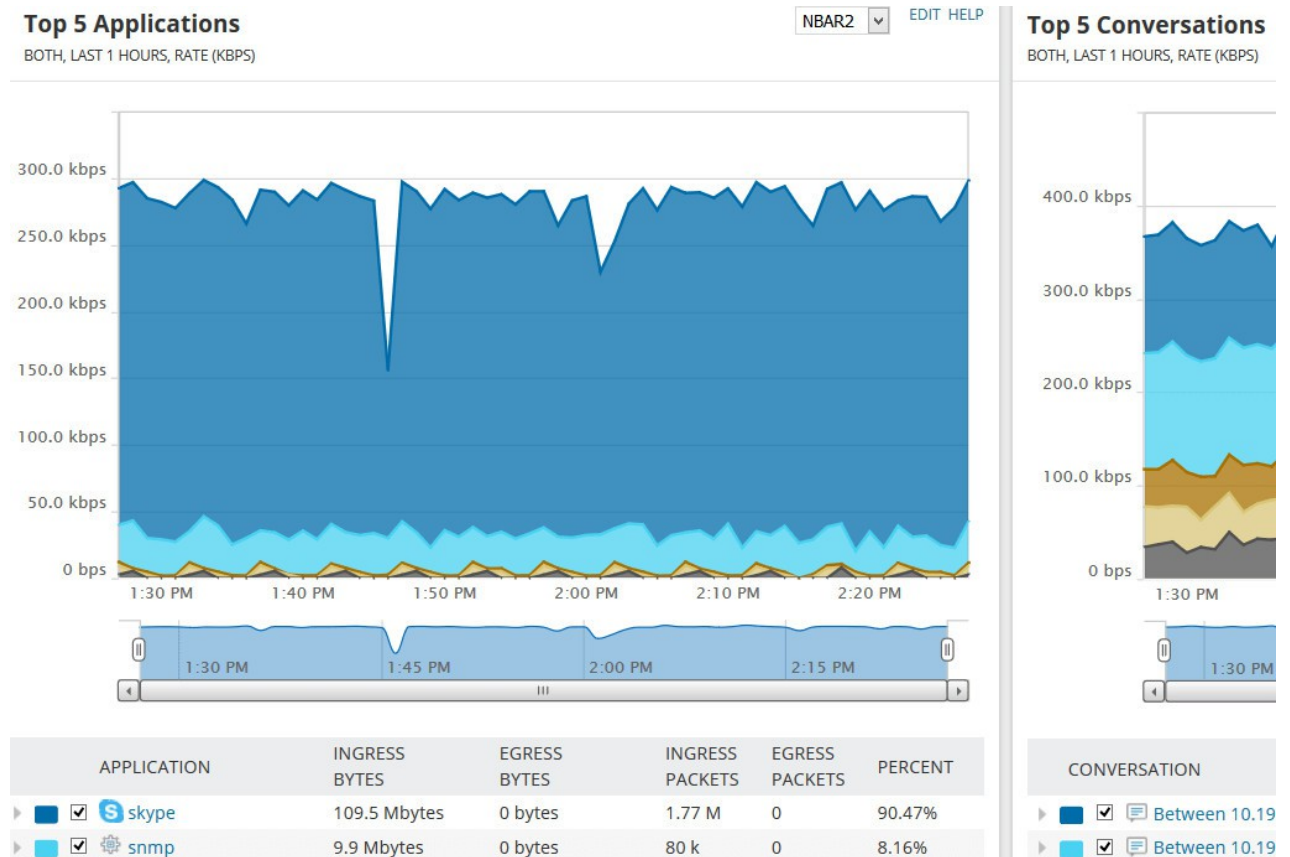 Top 5 Applications
NBAR2 EDIT HELP
BOTH, LAST 1 HOURS, RATE (KBPS)
300.0 kbps
250.0 kbps
200.0 kbps
150.0 kbps
100.0 kbps
50.0 kbps
0 bps
1:30 PM 1:40 PM 1:50 PM 2:00 PM 2:10 PM 2:20 PM
1:30 PM 1:45 PM 2:00 PM 2:15 PM
APPLICATION INGRESS BYTES EGRESS BYTES INGRESS PACKETS EGRESS PACKETS PERCENT
skype 109.5 Mbytes 0 bytes 1.77 M 0 90.47%
snmp 9.9 Mbytes 0 bytes 80 k 0 8.16%
Top 5 Conversations
BOTH, LAST 1 HOURS, RATE (KBPS)
400.0 kbps
300.0 kbps
200.0 kbps
100.0 kbps
0 bps
1:30 PM
1:30 PM
CONVERSATION
Between 10.19
Between 10.19